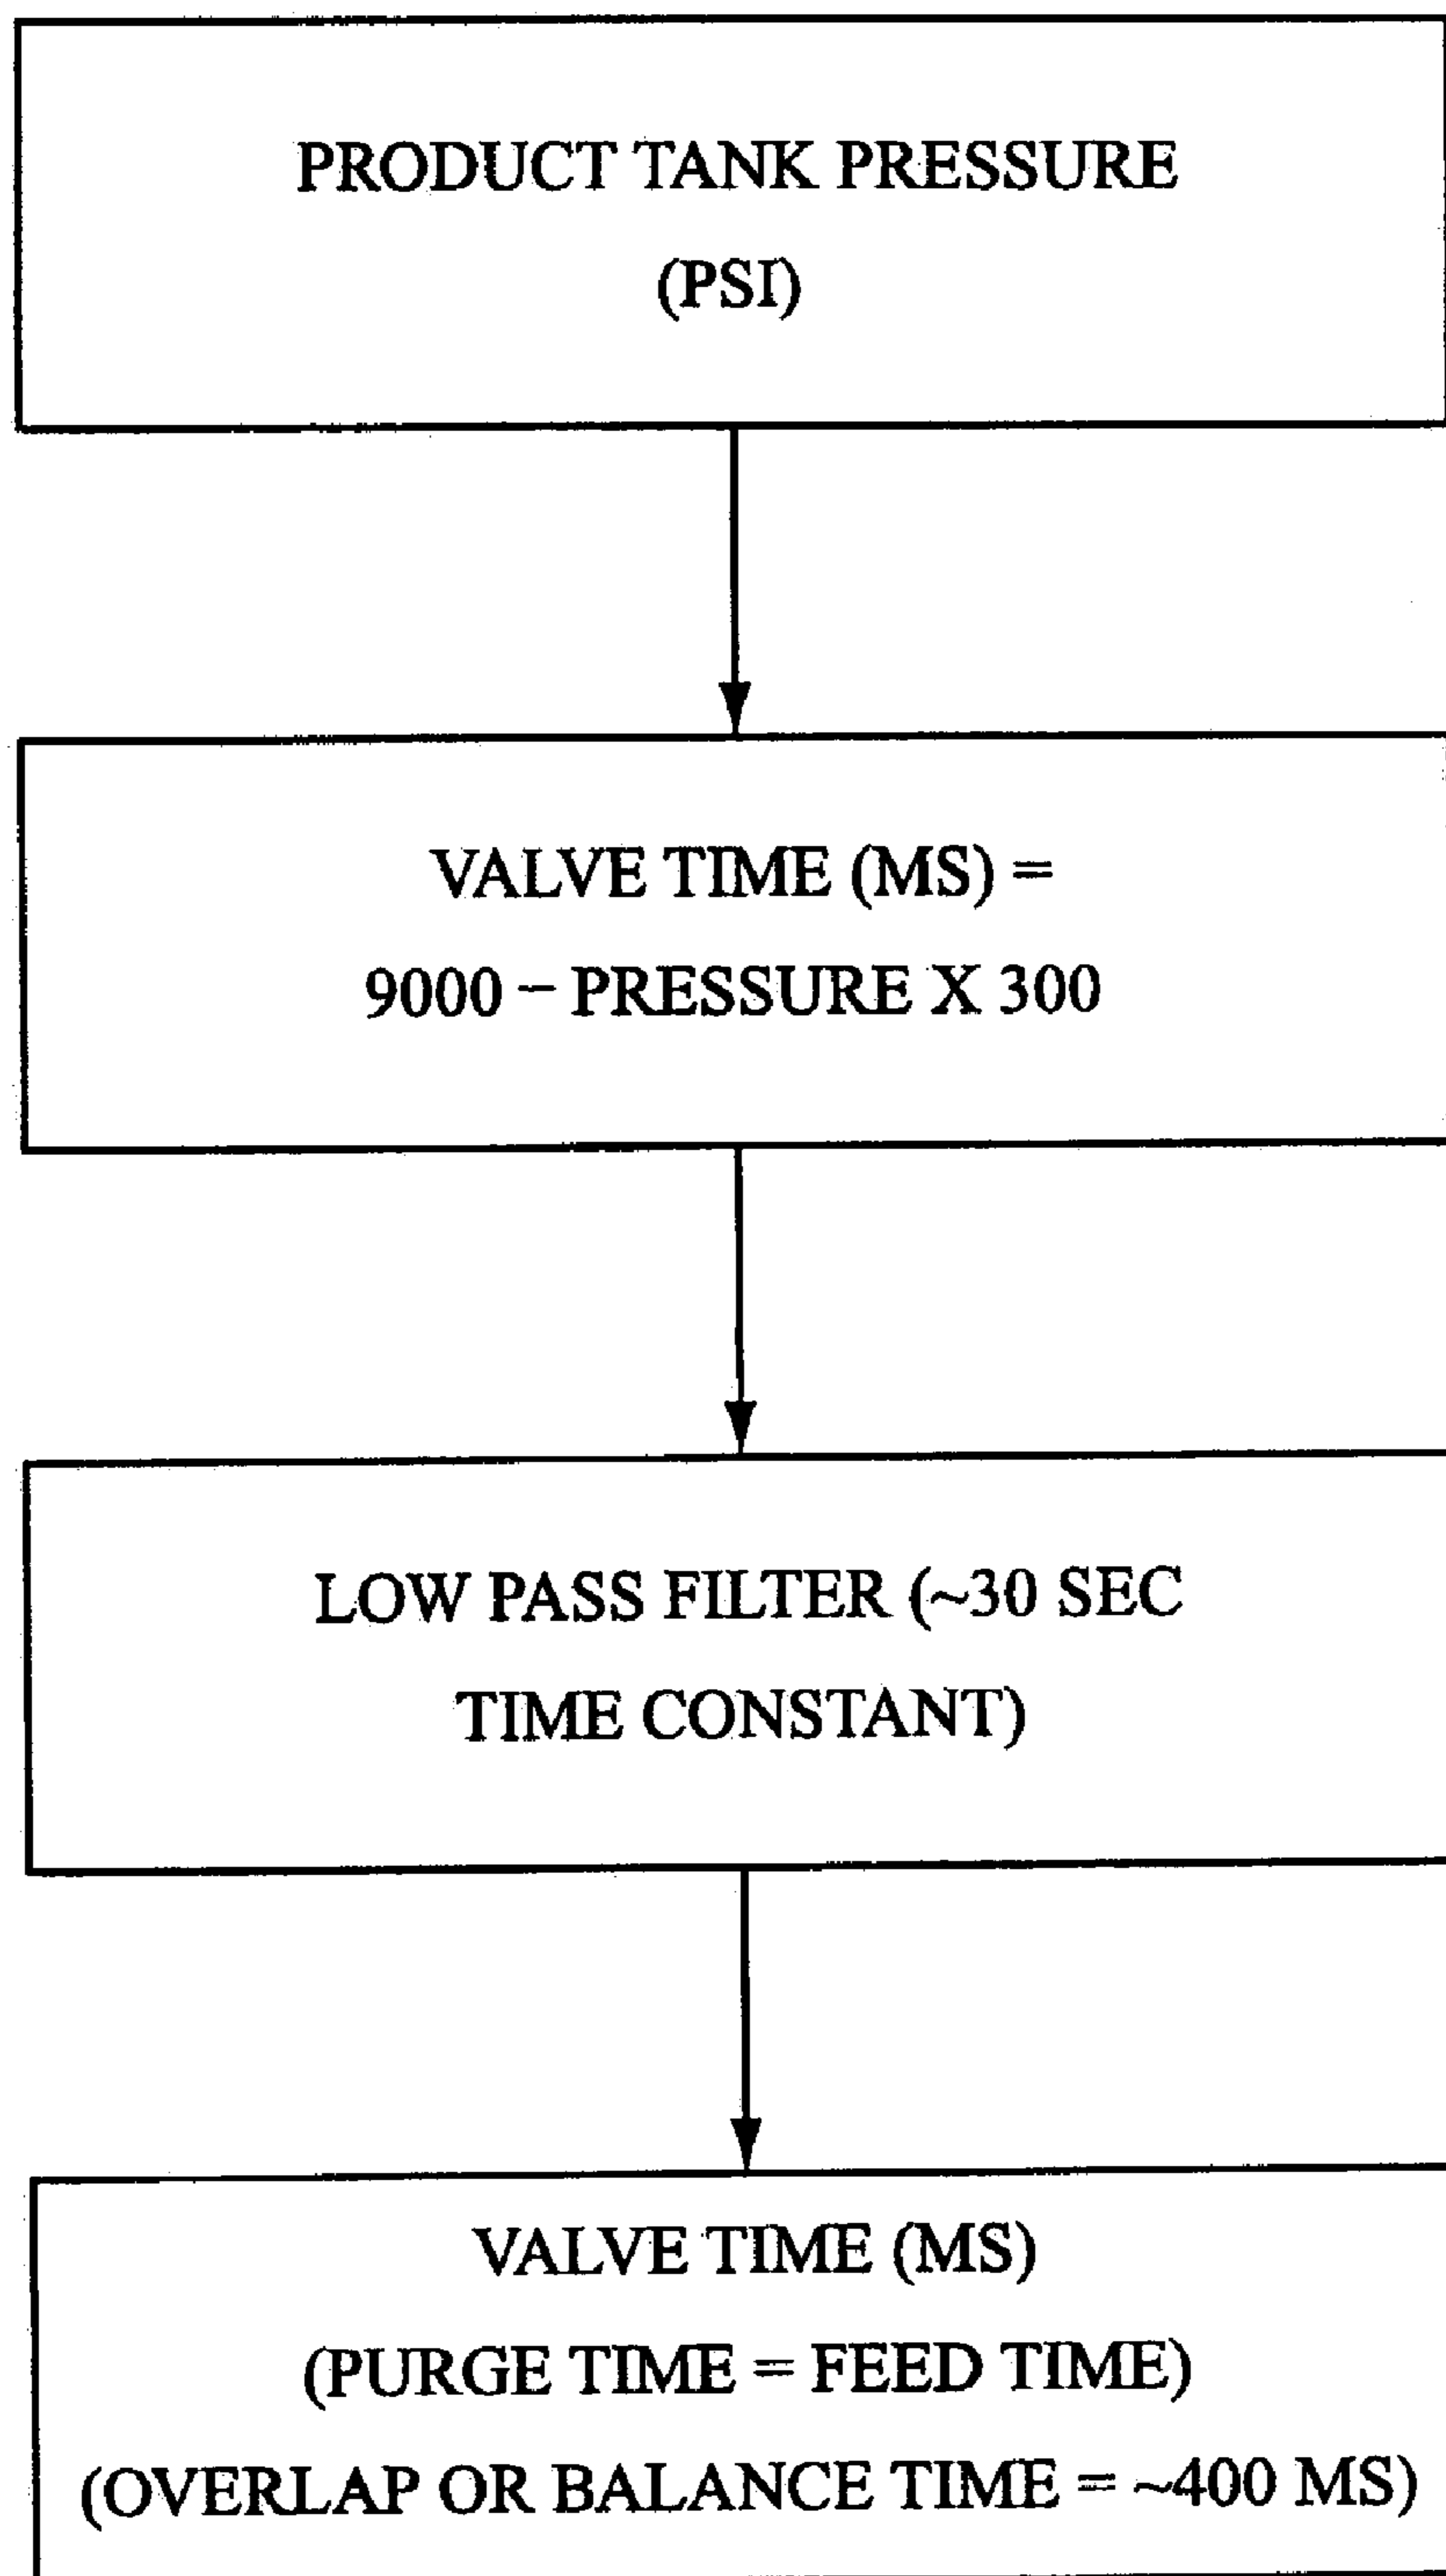 PRODUCT TANK PRESSURE
(PSI)
VALVE TIME (MS) =
9000 – PRESSURE X 300
LOW PASS FILTER (~30 SEC
TIME CONSTANT)
VALVE TIME (MS)
(PURGE TIME = FEED TIME)
(OVERLAP OR BALANCE TIME = ~400 MS)